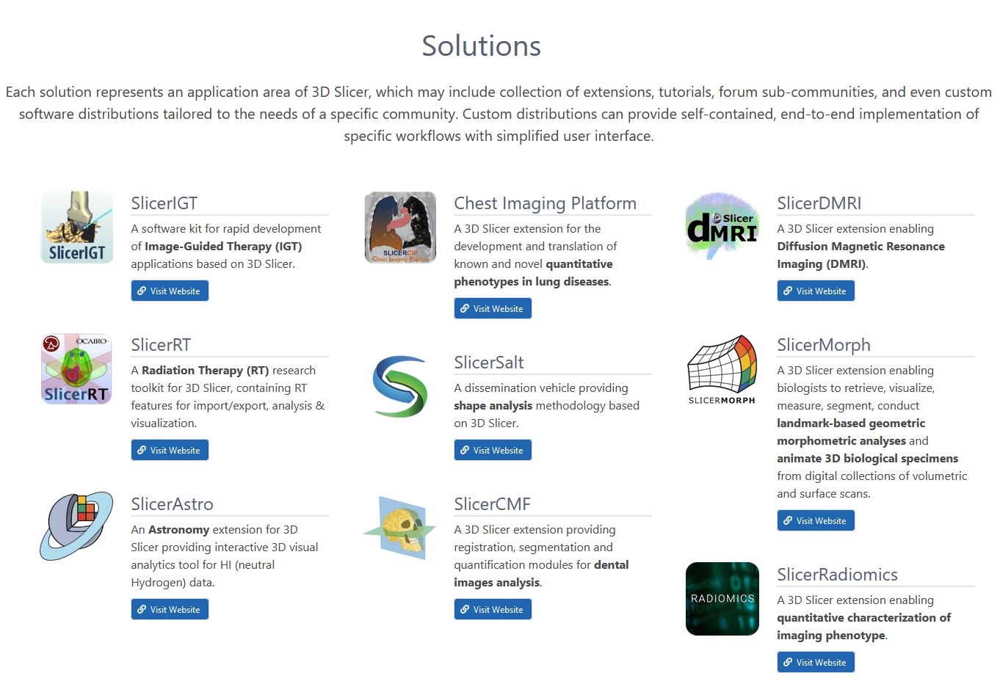 Solutions
Each solution represents an application area of 3D Slicer, which may include collection of extensions, tutorials, forum sub-communities, and even custom
software distributions tailored to the needs of a specific community. Custom distributions can provide self-contained, end-to-end implementation of
specific workflows with simplified user interface.
SlicerIGT
SlicerIGT
A software kit for rapid development
of Image-Guided Therapy (IGT)
applications based on 3D Slicer.
Visit Website
OCAIRO
SlicerRT
SlicerRT
A Radiation Therapy (RT) research
toolkit for 3D Slicer, containing RT
features for import/export, analysis &
visualization.
Visit Website
SlicerAstro
An Astronomy extension for 3D
Slicer providing interactive 3D visual
analytics tool for HI (neutral
Hydrogen) data.
Visit Website
SLICERCIP
Chest Imaging Platform
Chest Imaging Platform
A 3D Slicer extension for the
development and translation of
known and novel quantitative
phenotypes in lung diseases.
Visit Website
SlicerSalt
A dissemination vehicle providing
shape analysis methodology based
on 3D Slicer.
Visit Website
SlicerCMF
A 3D Slicer extension providing
registration, segmentation and
quantification modules for dental
images analysis.
Visit Website
Slicer
dMRI
SlicerDMRI
A 3D Slicer extension enabling
Diffusion Magnetic Resonance
Imaging (DMRI).
Visit Website
SLICERMORPH
SlicerMorph
A 3D Slicer extension enabling
biologists to retrieve, visualize,
measure, segment, conduct
landmark-based geometric
morphometric analyses and
animate 3D biological specimens
from digital collections of volumetric
and surface scans.
Visit Website
RADIOMICS
SlicerRadiomics
A 3D Slicer extension enabling
quantitative characterization of
imaging phenotype.
Visit Website